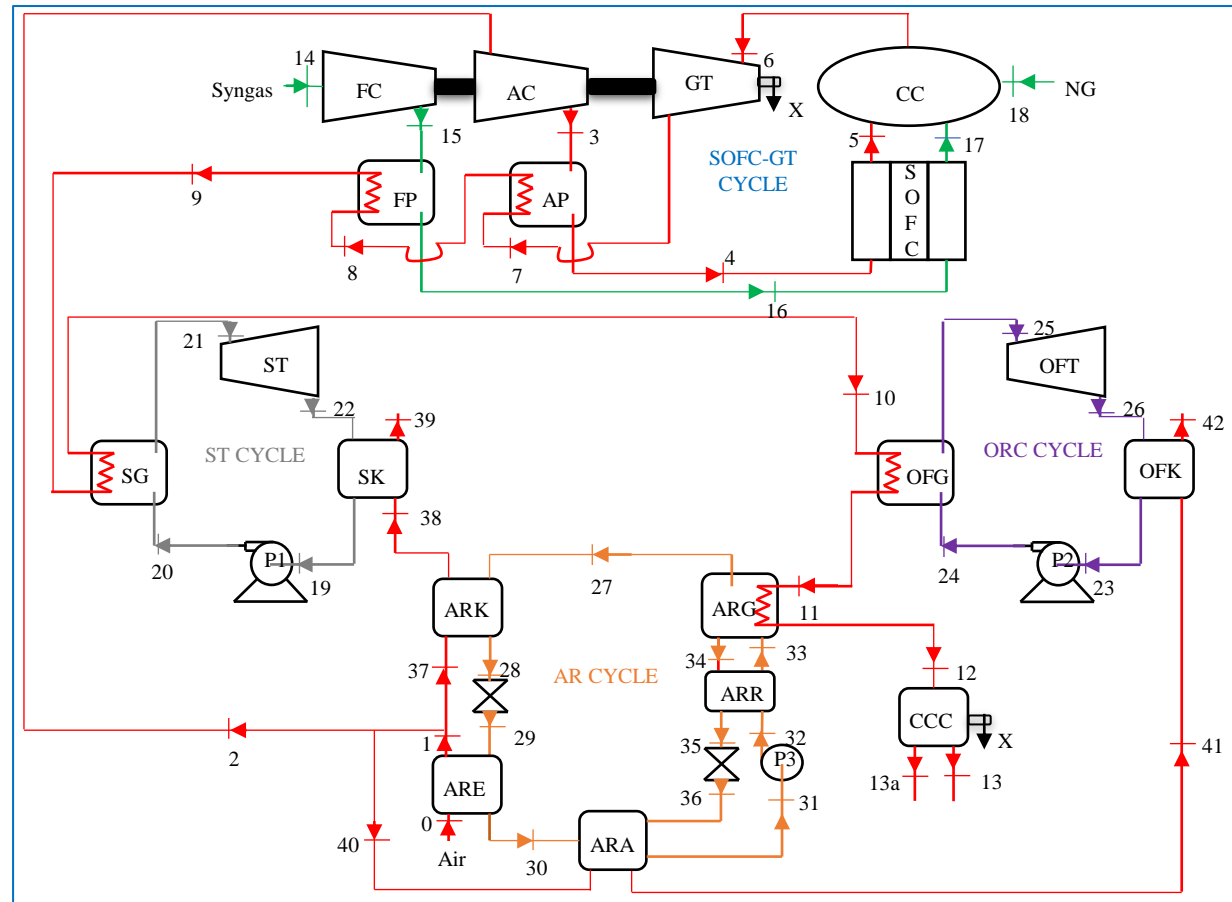 14
Syngas
FC
AC
GT
6
X
CC
18
NG
15
3
5
17
SOFC-GT
CYCLE
S
O
F
C
9
FP
AP
8
7
4
16
21
ST
22
25
OFT
26
10
39
42
ST CYCLE
ORC CYCLE
SG
SK
OFG
OFK
38
20
P1
19
27
24
P2
23
ARK
ARG
11
37
28
AR CYCLE
34
33
12
ARR
CCC
X
2
1
29
35
32
P3
41
ARE
36
31
13a
13
0
Air
40
30
ARA